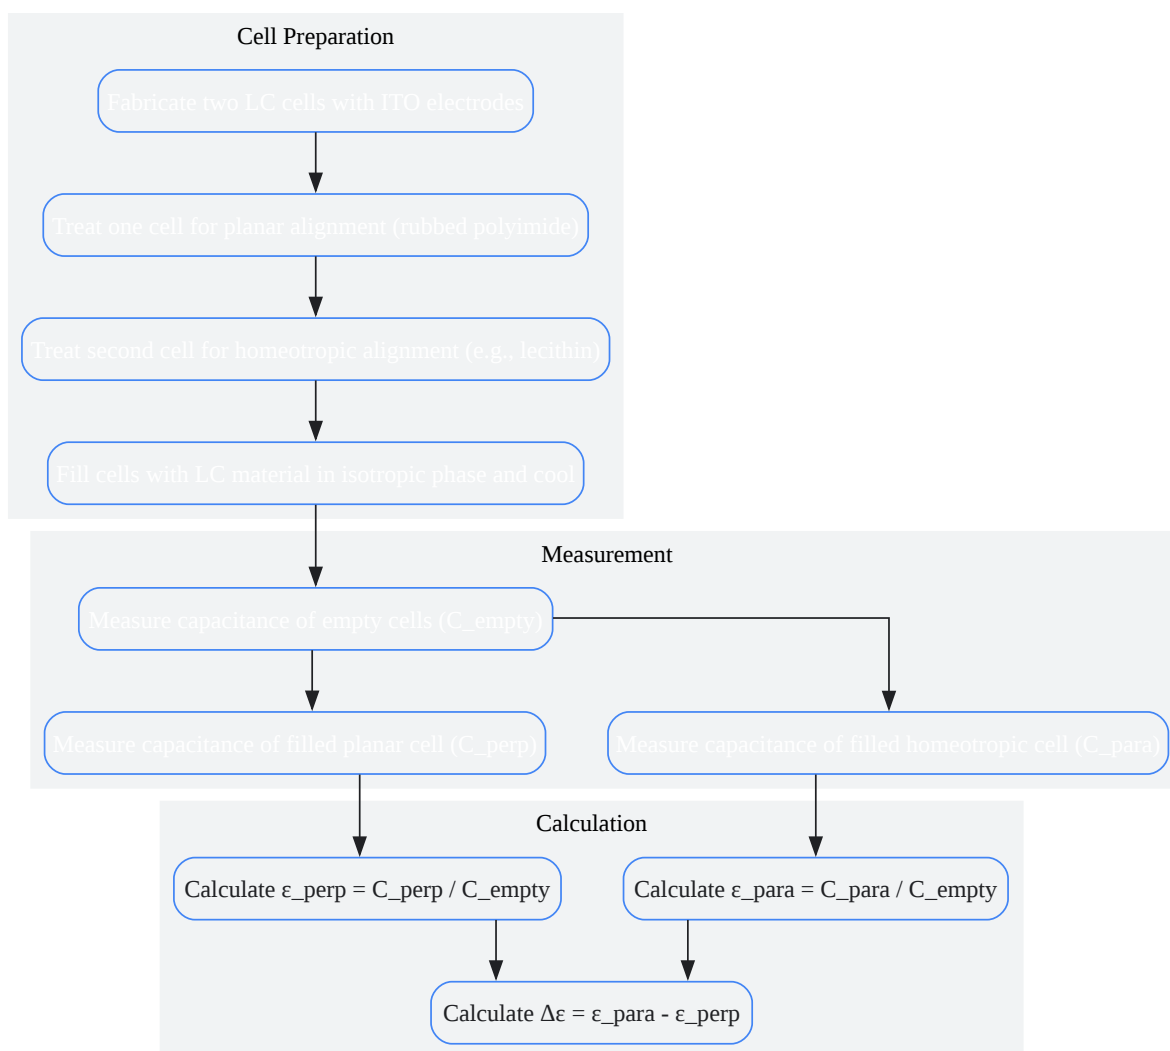 Cell Preparation
Fabricate two LC cells with ITO electrodes
Treat one cell for planar alignment (rubbed polyimide)
Treat second cell for homeotropic alignment (e.g., lecithin)
Fill cells with LC material in isotropic phase and cool
Measurement
Measure capacitance of empty cells (C_empty)
Measure capacitance of filled planar cell (C_perp)
Measure capacitance of filled homeotropic cell (C_para)
Calculation
Calculate ε_perp = C_perp / C_empty
Calculate ε_para = C_para / C_empty
Calculate Δε = ε_para - ε_perp